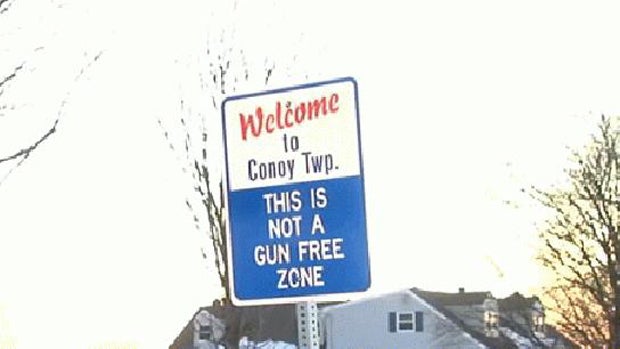 Welcome
to
Conoy Twp.
THIS IS
NOT A
GUN FREE
ZONE